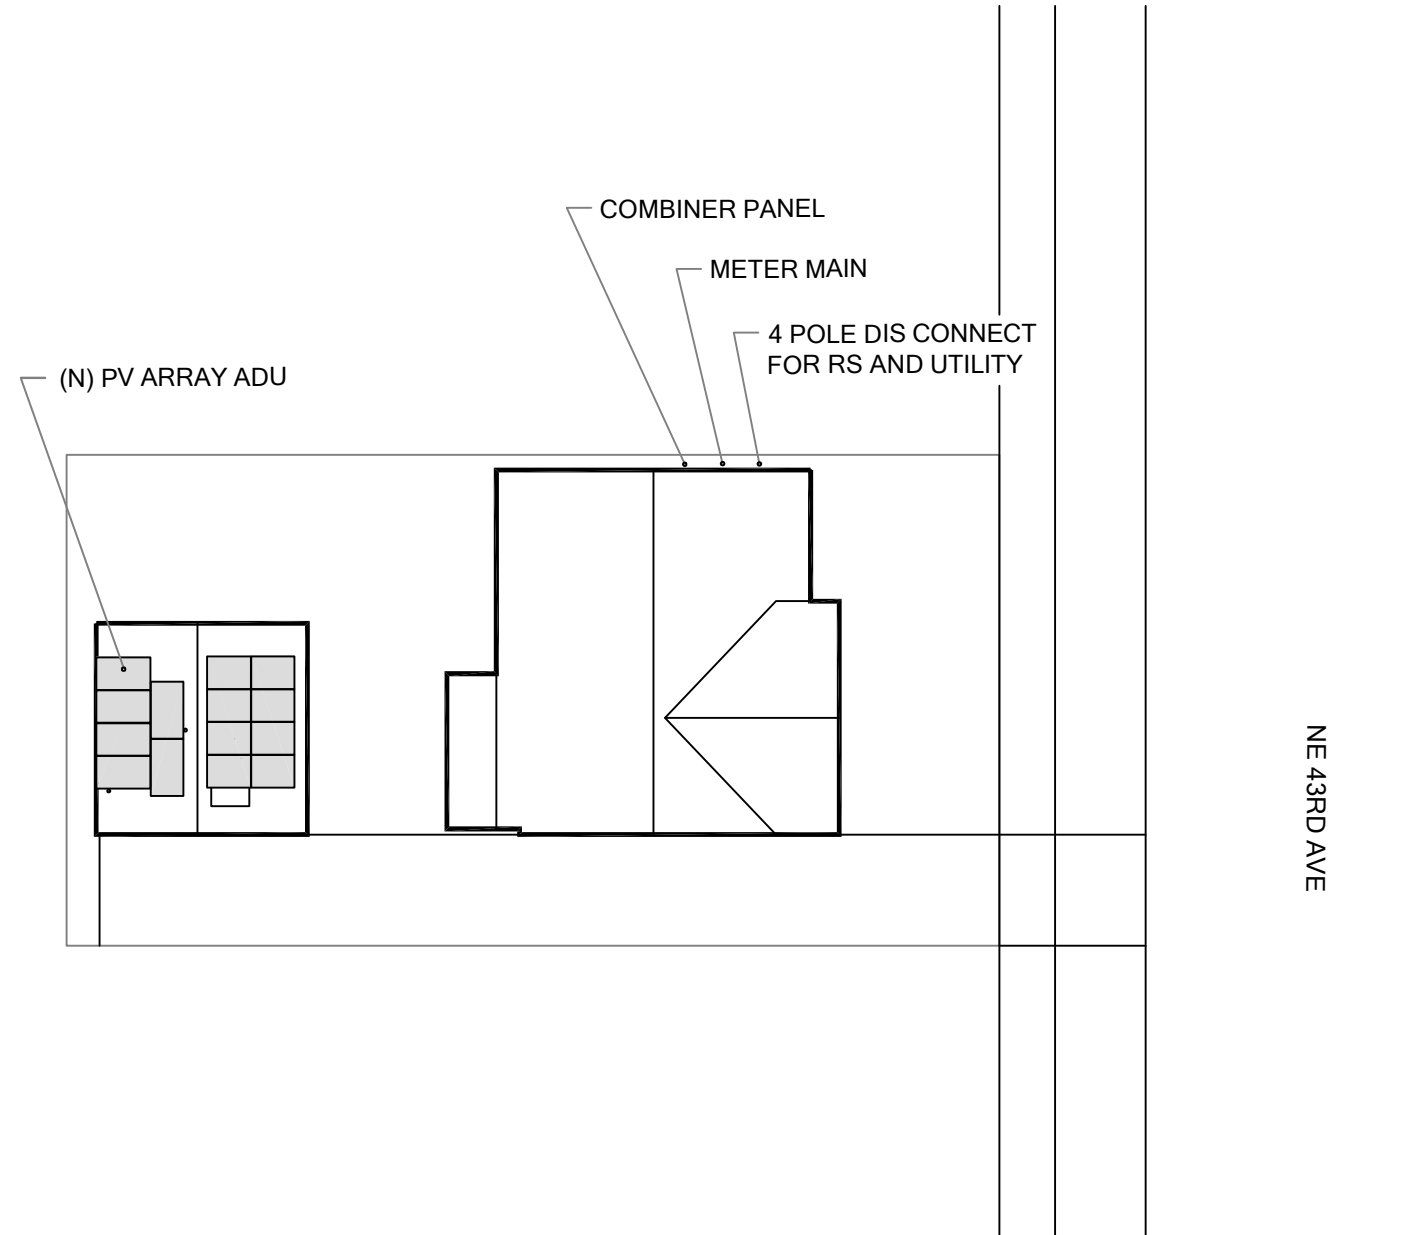 COMBINER PANEL
METER MAIN
4 POLE DIS CONNECT
FOR RS AND UTILITY
(N) PV ARRAY ADU
NE 43RD AVE